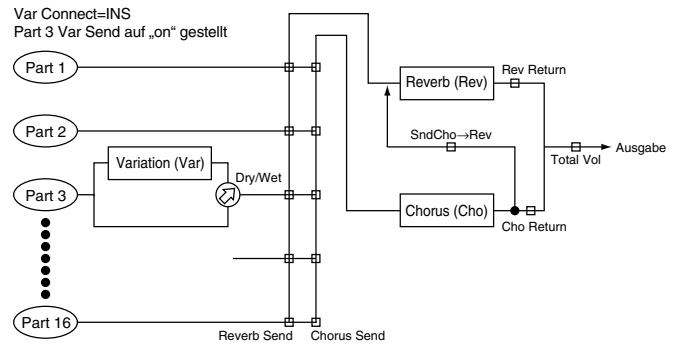 Var Connect=INS
Part 3 Var Send auf „on“ gestellt
Part 1
Reverb (Rev)
Rev Return
Part 2
SndCho→Rev
Total Vol
Ausgabe
Variation (Var)
Dry/Wet
Part 3
Chorus (Cho)
Cho Return
Part 16
Reverb Send
Chorus Send